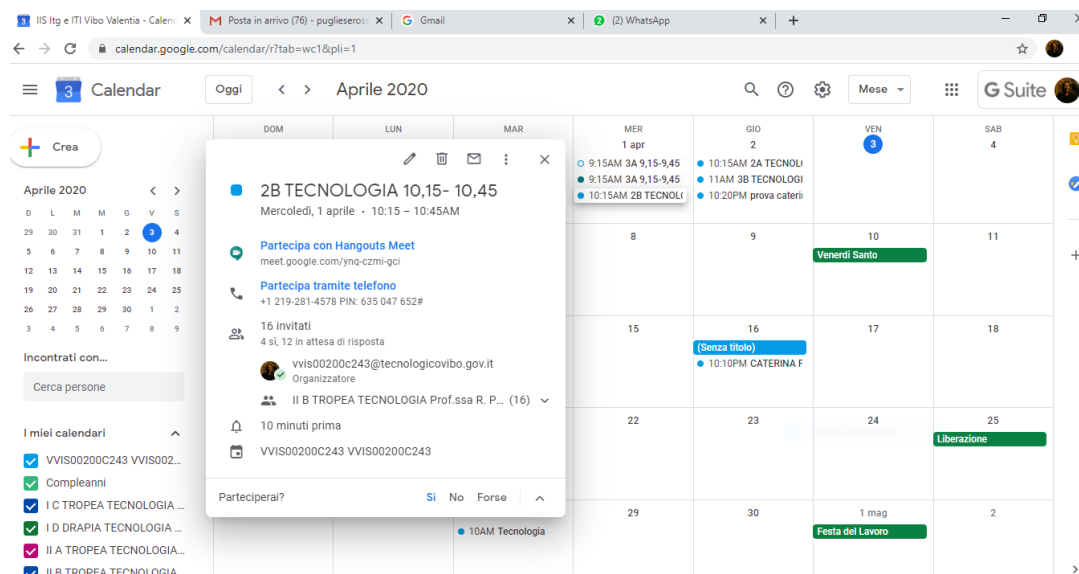 IIS Itg e ITI Vibo Valentia - Calenc
Posta in arrivo (76) - puglieseross
Gmail
(2) WhatsApp
calendar.google.com/calendar/r?tab=wc1&pli=1
3 Calendar
Oggi
Aprile 2020
Mese
G Suite
Crea
Aprile 2020
D L M M G V S
29 30 31 1 2 3 4
5 6 7 8 9 10 11
12 13 14 15 16 17 18
19 20 21 22 23 24 25
26 27 28 29 30 1 2
3 4 5 6 7 8 9
Incontrati con...
Cerca persone
I miei calendari
VVIS00200C243 VVIS002...
Compleanni
I C TROPEA TECNOLOGIA ...
I D DRAPIA TECNOLOGIA ...
II A TROPEA TECNOLOGIA...
II B TROPEA TECNOLOGIA
2B TECNOLOGIA 10,15- 10,45
Mercoledì, 1 aprile • 10:15 – 10:45AM
Partecipa con Hangouts Meet
meet.google.com/ynq-czmi-gci
Partecipa tramite telefono
+1 219-281-4578 PIN: 635 047 652#
16 invitati
4 sì, 12 in attesa di risposta
vvis00200c243@tecnologicovibo.gov.it
Organizzatore
II B TROPEA TECNOLOGIA Prof.ssa R. P... (16)
10 minuti prima
VVIS00200C243 VVIS00200C243
Parteciperai?
Sì No Forse
DOM LUN MAR MER GIO VEN SAB
1 apr 2 3 4
9:15AM 3A 9,15-9,45
9:15AM 3A 9,15-9,45
10:15AM 2B TECNOL
10:15AM 2A TECNOL
11AM 3B TECNOLOGI
10:20PM prova caterin
8 9 10 11
Venerdì Santo
15 16 17 18
(Senza titolo)
10:10PM CATERINA F
22 23 24 25
Liberazione
29 30 1 mag 2
10AM Tecnologia
Festa del Lavoro